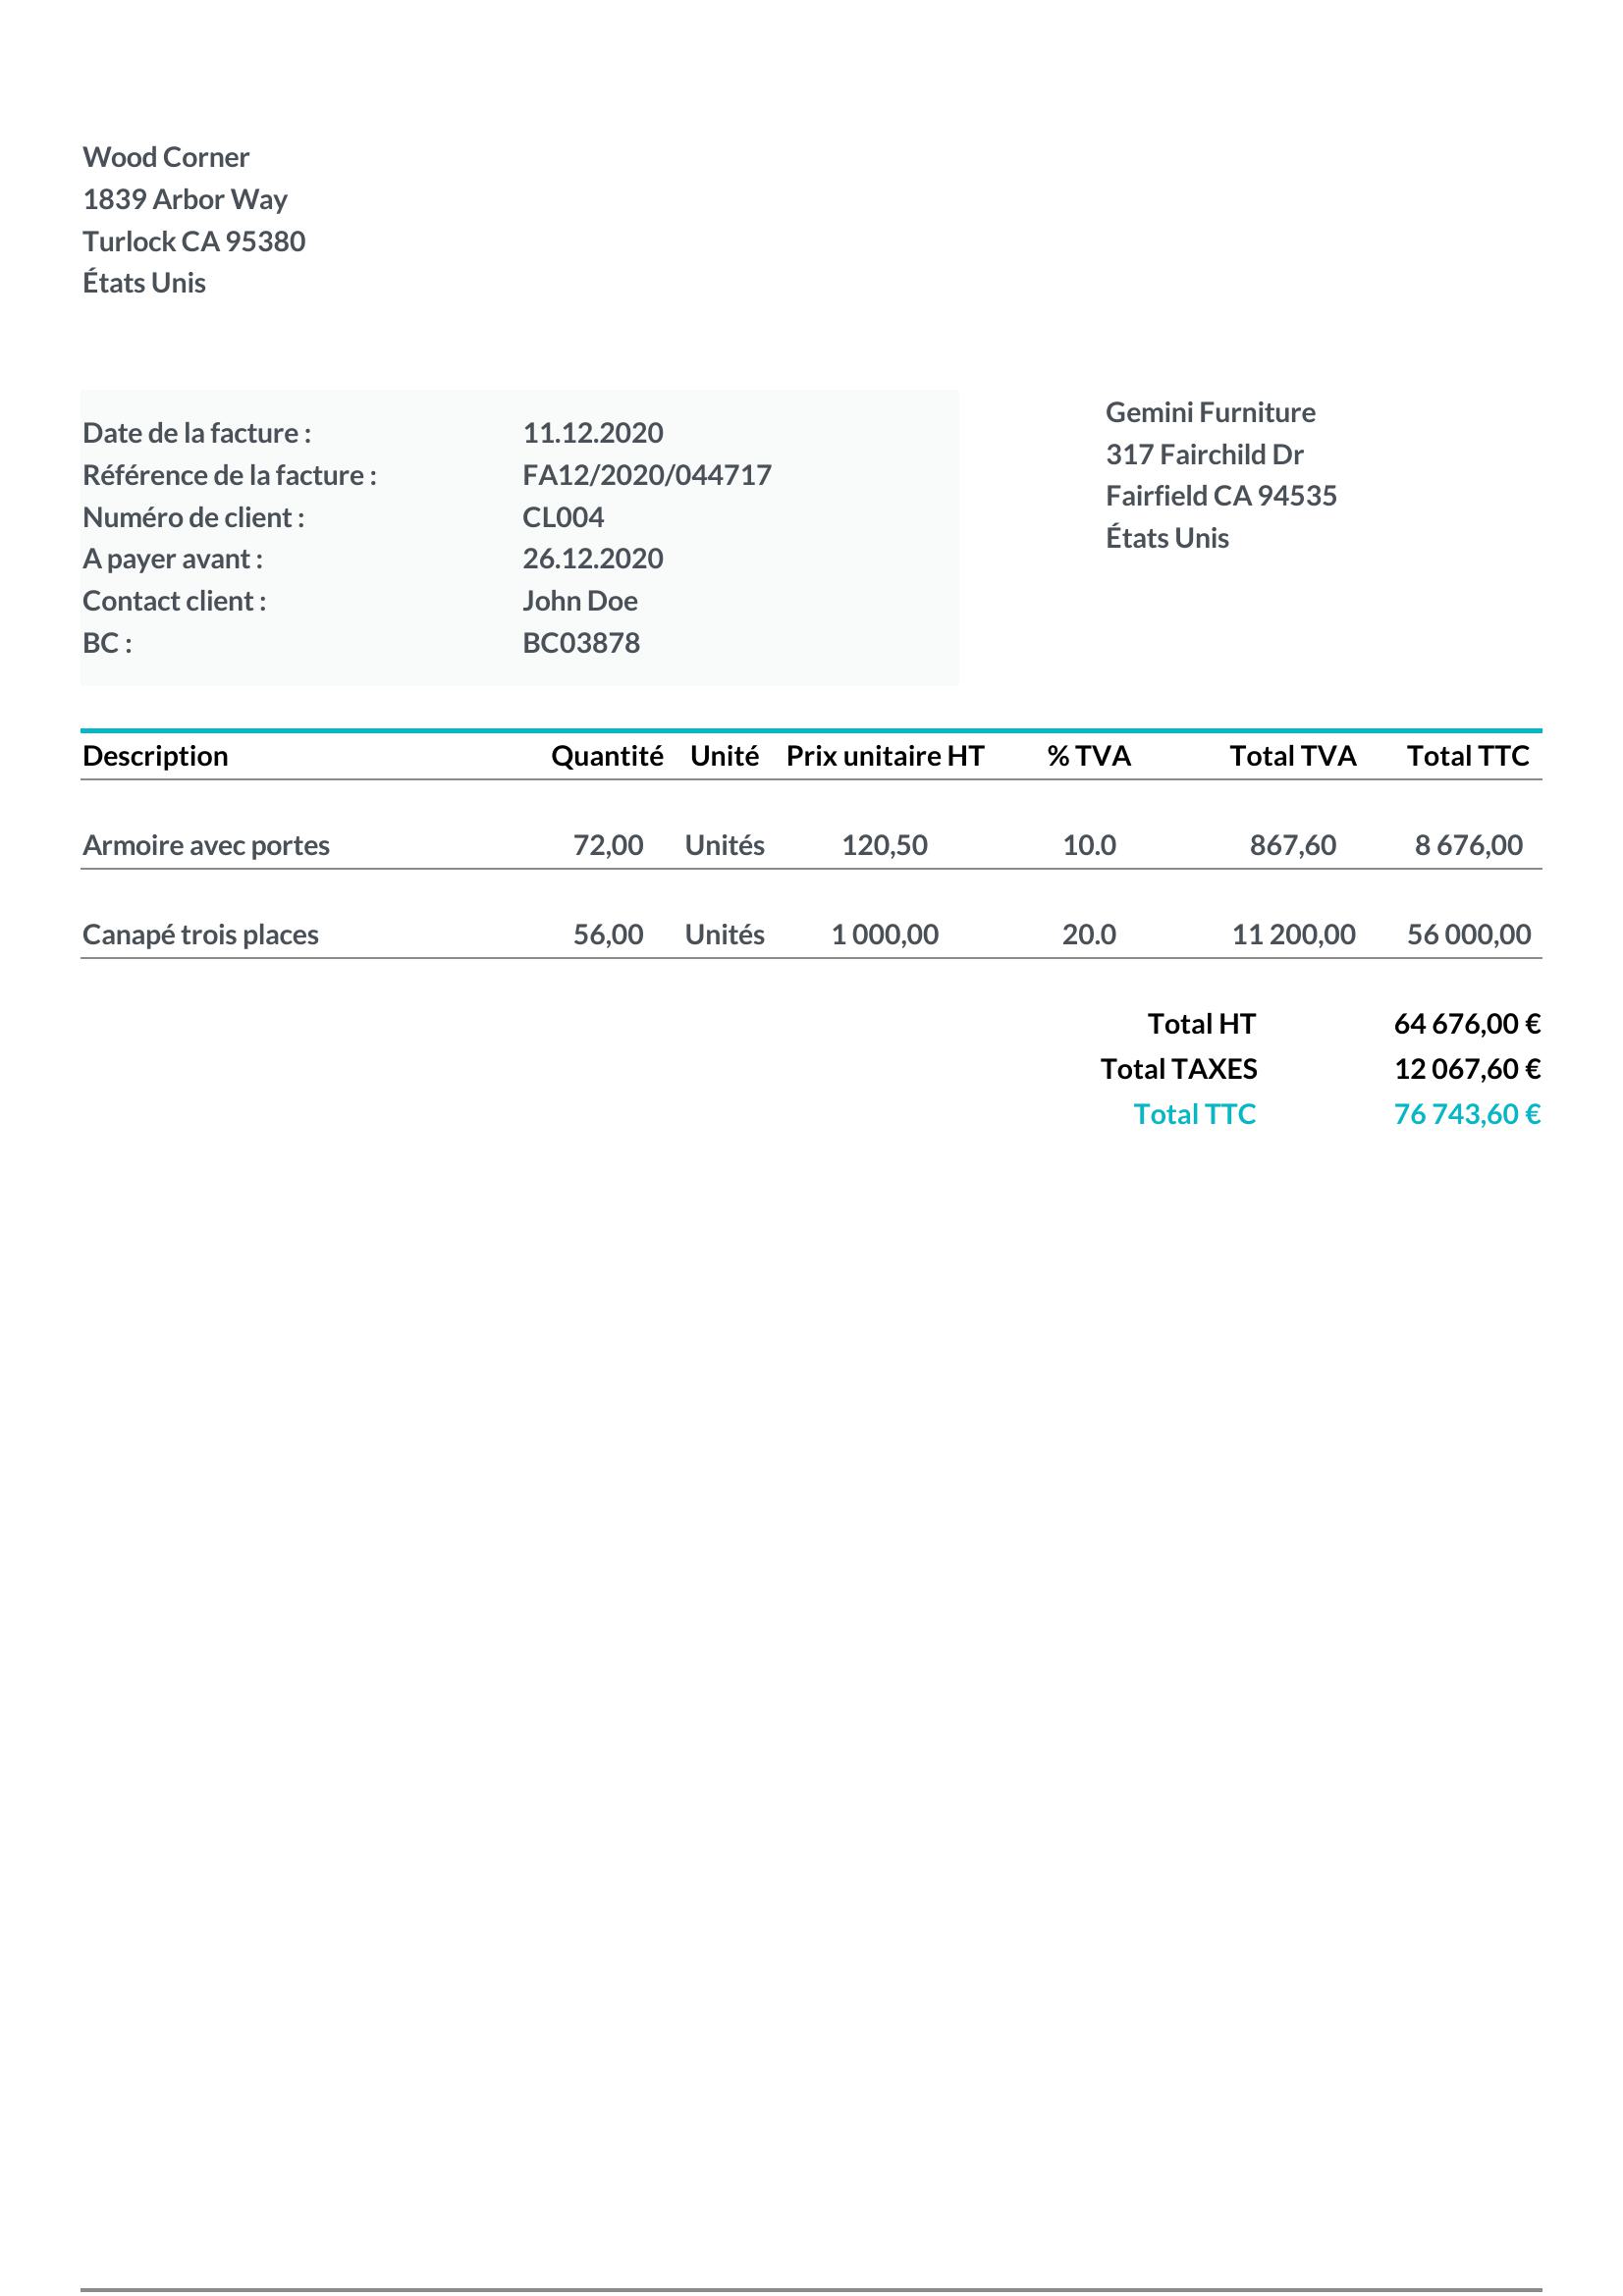 Wood Corner
1839 Arbor Way
Turlock CA 95380
États Unis
Date de la facture : 11.12.2020
Référence de la facture : FA12/2020/044717
Numéro de client : CL004
A payer avant : 26.12.2020
Contact client : John Doe
BC : BC03878
Gemini Furniture
317 Fairchild Dr
Fairfield CA 94535
États Unis
Description Quantité Unité Prix unitaire HT % TVA Total TVA Total TTC
Armoire avec portes 72,00 Unités 120,50 10.0 867,60 8 676,00
Canapé trois places 56,00 Unités 1 000,00 20.0 11 200,00 56 000,00
Total HT 64 676,00 €
Total TAXES 12 067,60 €
Total TTC 76 743,60 €